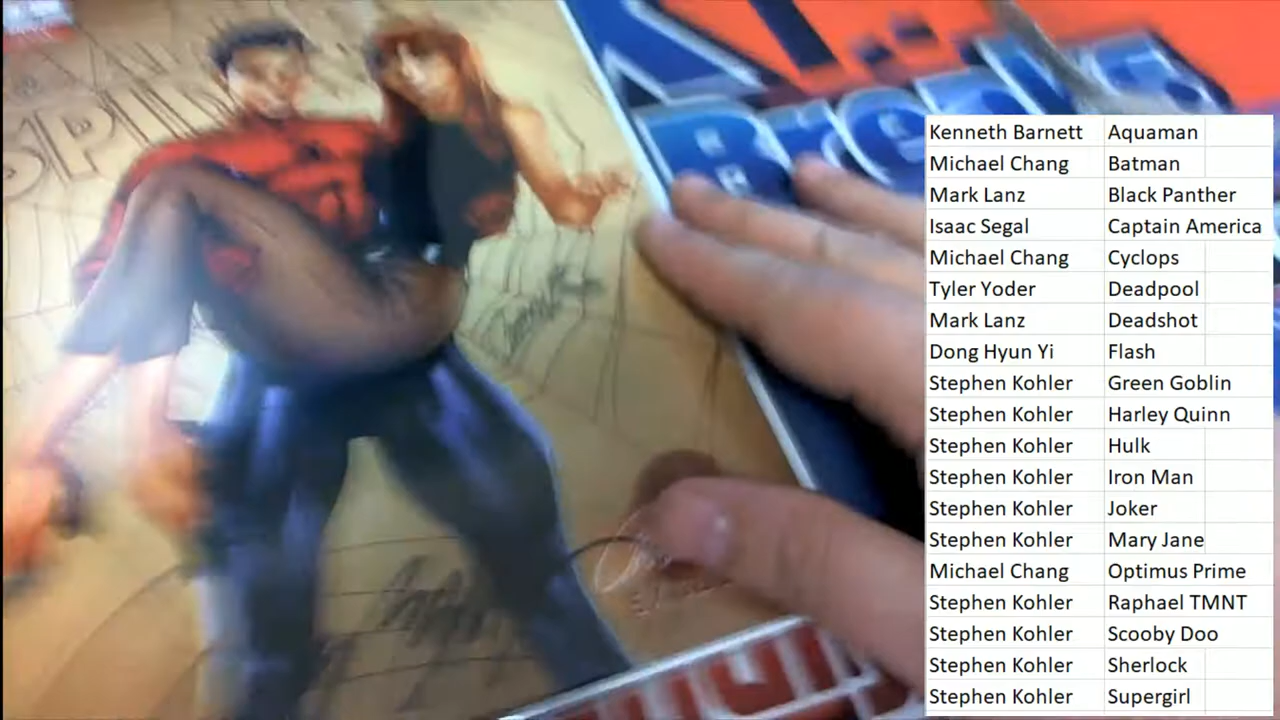 SPI
Kenneth Barnett Aquaman
Michael Chang Batman
Mark Lanz Black Panther
Isaac Segal Captain America
Michael Chang Cyclops
Tyler Yoder Deadpool
Mark Lanz Deadshot
Dong Hyun Yi Flash
Stephen Kohler Green Goblin
Stephen Kohler Harley Quinn
Stephen Kohler Hulk
Stephen Kohler Iron Man
Stephen Kohler Joker
Stephen Kohler Mary Jane
Michael Chang Optimus Prime
Stephen Kohler Raphael TMNT
Stephen Kohler Scooby Doo
Stephen Kohler Sherlock
Stephen Kohler Supergirl